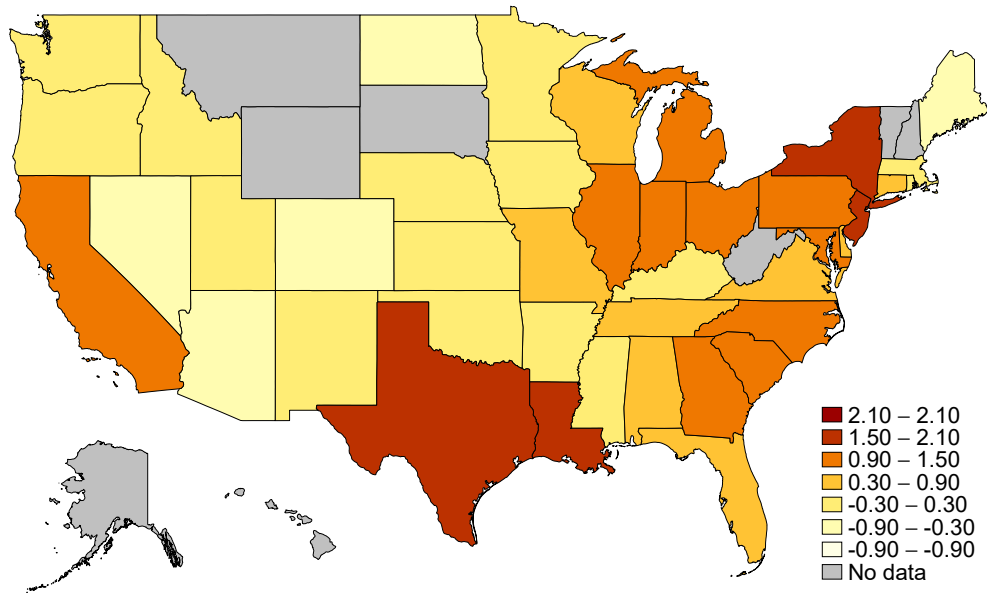 2.10 – 2.10
1.50 – 2.10
0.90 – 1.50
0.30 – 0.90
-0.30 – 0.30
-0.90 – -0.30
-0.90 – -0.90
No data